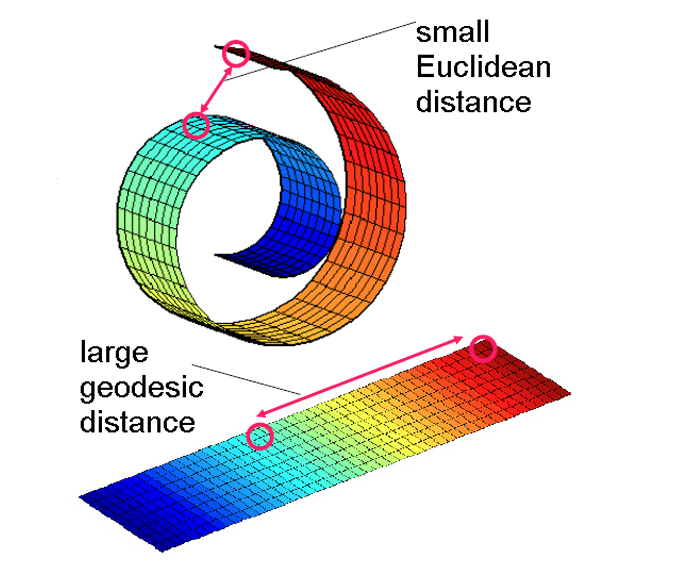 small
Euclidean
distance
large
geodesic
distance